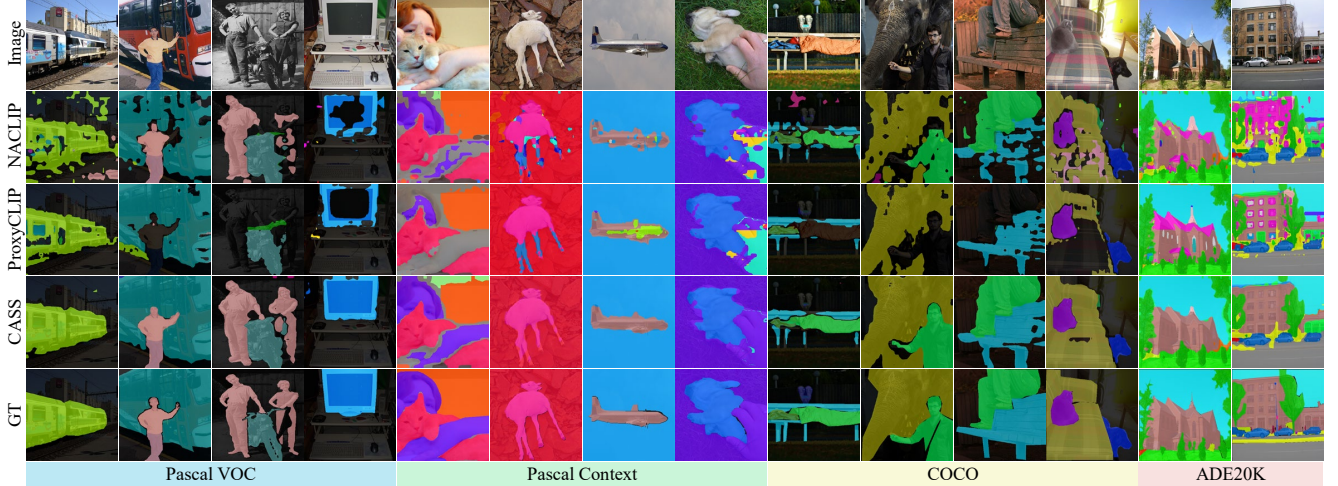 Image
NACLIP
ProxyCLIP
CASS
GT
Pascal VOC
Pascal Context
COCO
ADE20K